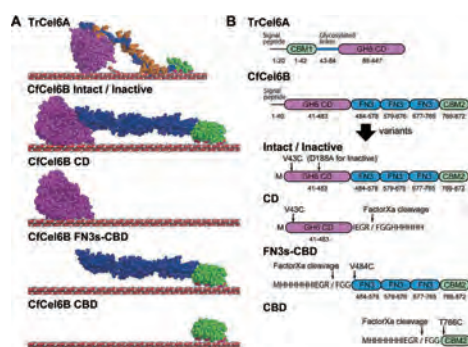 A
TrCel6A
CfCel6B Intact / Inactive
CfCel6B CD
CfCel6B FN3s-CBD
CfCel6B CBD
B
TrCel6A
Signal peptide
Glycosylated linker
CBM1
GH6 CD
1-20
1-42
43-84
CfCel6B
Signal peptide
GH6 CD
FN3
FN3
FN3
CBM2
1-40
41-483
484-578
579-676
677-765
766-872
variants
Intact / Inactive
V43C
(D188A for Inactive)
M
GH6 CD
FN3
FN3
FN3
CBM2
41-483
484-578
579-676
677-765
766-872
CD
V43C
FactorXa cleavage
M
GH6 CD
IEGR / FGGHHHHHH
41-483
FN3s-CBD
FactorXa cleavage
V484C
MHHHHHHIEGR / FGG
FN3
FN3
FN3
CBM2
484-578
579-676
677-765
766-872
CBD
T766C
FactorXa cleavage
MHHHHHHIEGR / FGG
CBM2
766-872